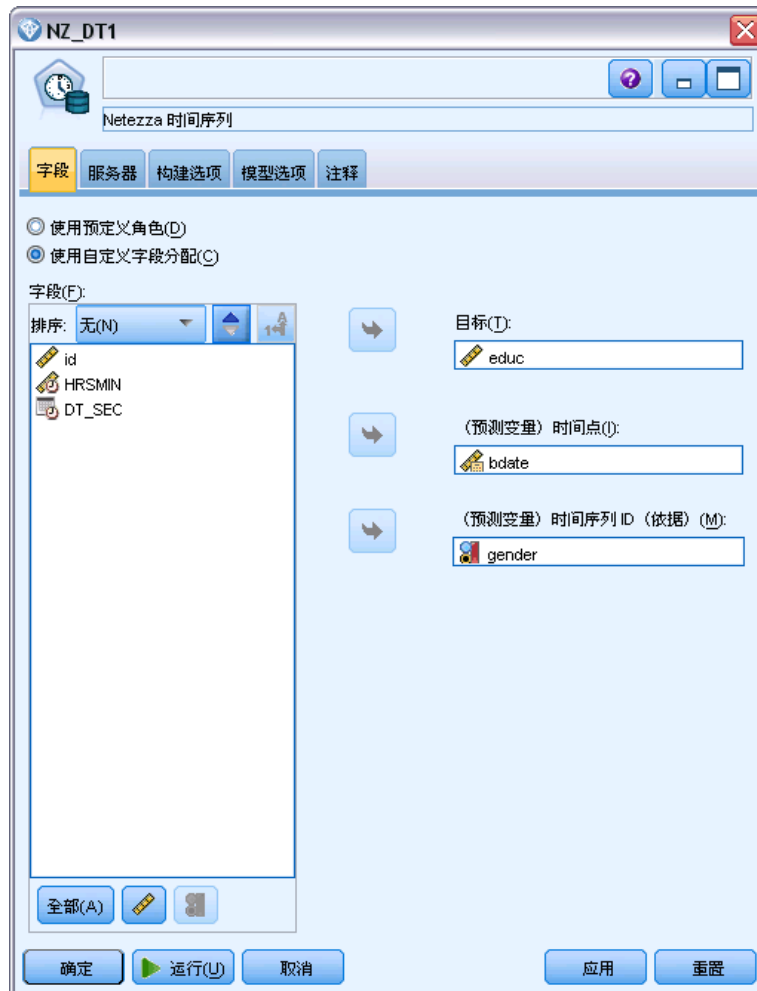 NZ_DT1
Netezza 时间序列
字段 服务器 构建选项 模型选项 注释
使用预定义角色(D)
使用自定义字段分配(C)
字段(F):
排序: 无(N)
id
HRSMIN
DT_SEC
目标(T):
educ
（预测变量）时间点(I):
bdate
（预测变量）时间序列 ID（依据）(M):
gender
全部(A)
确定 运行(U) 取消 应用 重置